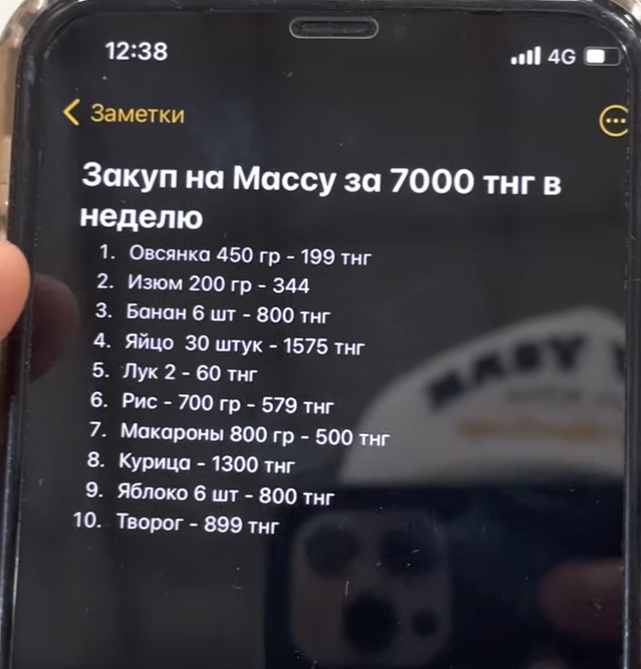 12:38
4G
Заметки
Закуп на Массу за 7000 тнг в
неделю
1. Овсянка 450 гр - 199 тнг
2. Изюм 200 гр - 344
3. Банан 6 шт - 800 тнг
4. Яйцо 30 штук - 1575 тнг
5. Лук 2 - 60 тнг
6. Рис - 700 гр - 579 тнг
7. Макароны 800 гр - 500 тнг
8. Курица - 1300 тнг
9. Яблоко 6 шт - 800 тнг
10. Творог - 899 тнг